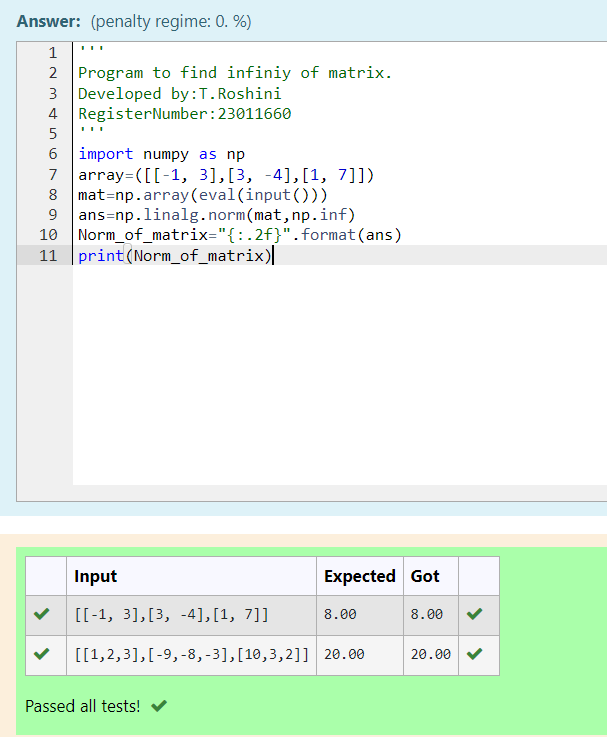 Answer: (penalty regime: 0. %)
1 '''
2 Program to find infiniy of matrix.
3 Developed by:T.Roshini
4 RegisterNumber:23011660
5 '''
6 import numpy as np
7 array=([[-1, 3],[3, -4],[1, 7]])
8 mat=np.array(eval(input()))
9 ans=np.linalg.norm(mat,np.inf)
10 Norm_of_matrix="{:.2f}".format(ans)
11 print(Norm_of_matrix)
Input Expected Got
[[-1, 3],[3, -4],[1, 7]] 8.00 8.00
[[1,2,3],[-9,-8,-3],[10,3,2]] 20.00 20.00
Passed all tests!